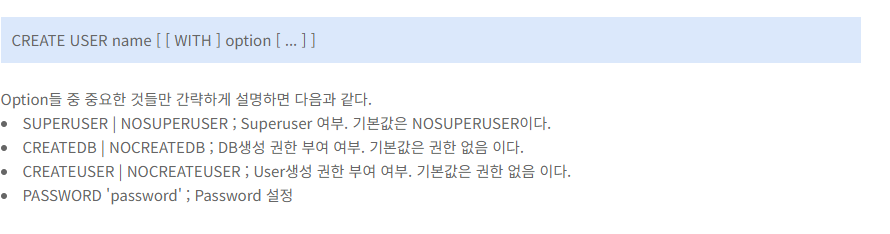 CREATE USER name [ [ WITH ] option [ ... ] ]
Option들 중 중요한 것들만 간략하게 설명하면 다음과 같다.
• SUPERUSER | NOSUPERUSER ; Superuser 여부. 기본값은 NOSUPERUSER이다.
• CREATEDB | NOCREATEDB ; DB생성 권한 부여 여부. 기본값은 권한 없음 이다.
• CREATEUSER | NOCREATEUSER ; User생성 권한 부여 여부. 기본값은 권한 없음 이다.
• PASSWORD 'password' ; Password 설정